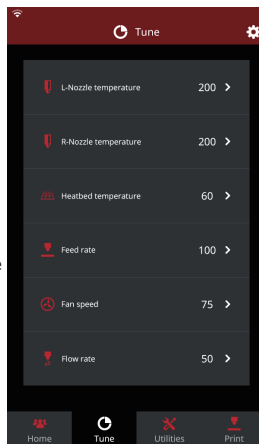 Tune
L-Nozzle temperature 200
R-Nozzle temperature 200
Heatbed temperature 60
e
Feed rate 100
Fan speed 75
Flow rate 50
Home Tune Utilities Print